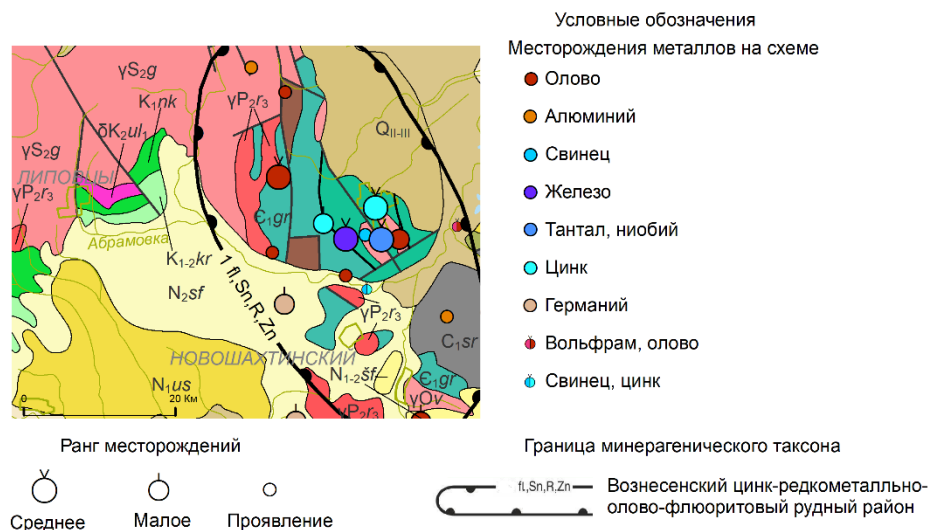 Условные обозначения
Месторождения металлов на схеме
Олово
Алюминий
Свинец
Железо
Тантал, ниобий
Цинк
Германий
Вольфрам, олово
Свинец, цинк
γS₂g
K₁nk
δK₂ul₁
γP₂r₃
QII-III
γS₂g
ЛИПОВЦЫ
γP₂r₃
Є₁gr
Абрамовка
K₁₋₂kr
N₂sf
1 fl,Sn,R,Zn
γP₂r₃
C₁sr
НОВОШАХТИНСКИЙ
N₁₋₂šf
N₁us
Є₁gr
γOv
γP₂r₃
0 20 Км
Ранг месторождений
Среднее Малое Проявление
Граница минерагенического таксона
fl,Sn,R,Zn
Вознесенский цинк-редкометалльно-
олово-флюоритовый рудный район